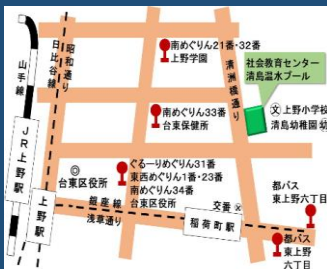 山手線
日比谷線
昭和通り
南めぐりん21番・32番
上野学園
清洲橋通り
社会教育センター
清島温水プール
文 上野小学校
清島幼稚園 幼
南めぐりん33番
台東保健所
JR上野駅
上野駅
◎
台東区役所
ぐるーりめぐりん31番
東西めぐりん1番・23番
南めぐりん34番
台東区役所
銀座線
浅草通り
交番
稲荷町駅
都バス
東上野六丁目
都バス
東上野
六丁目